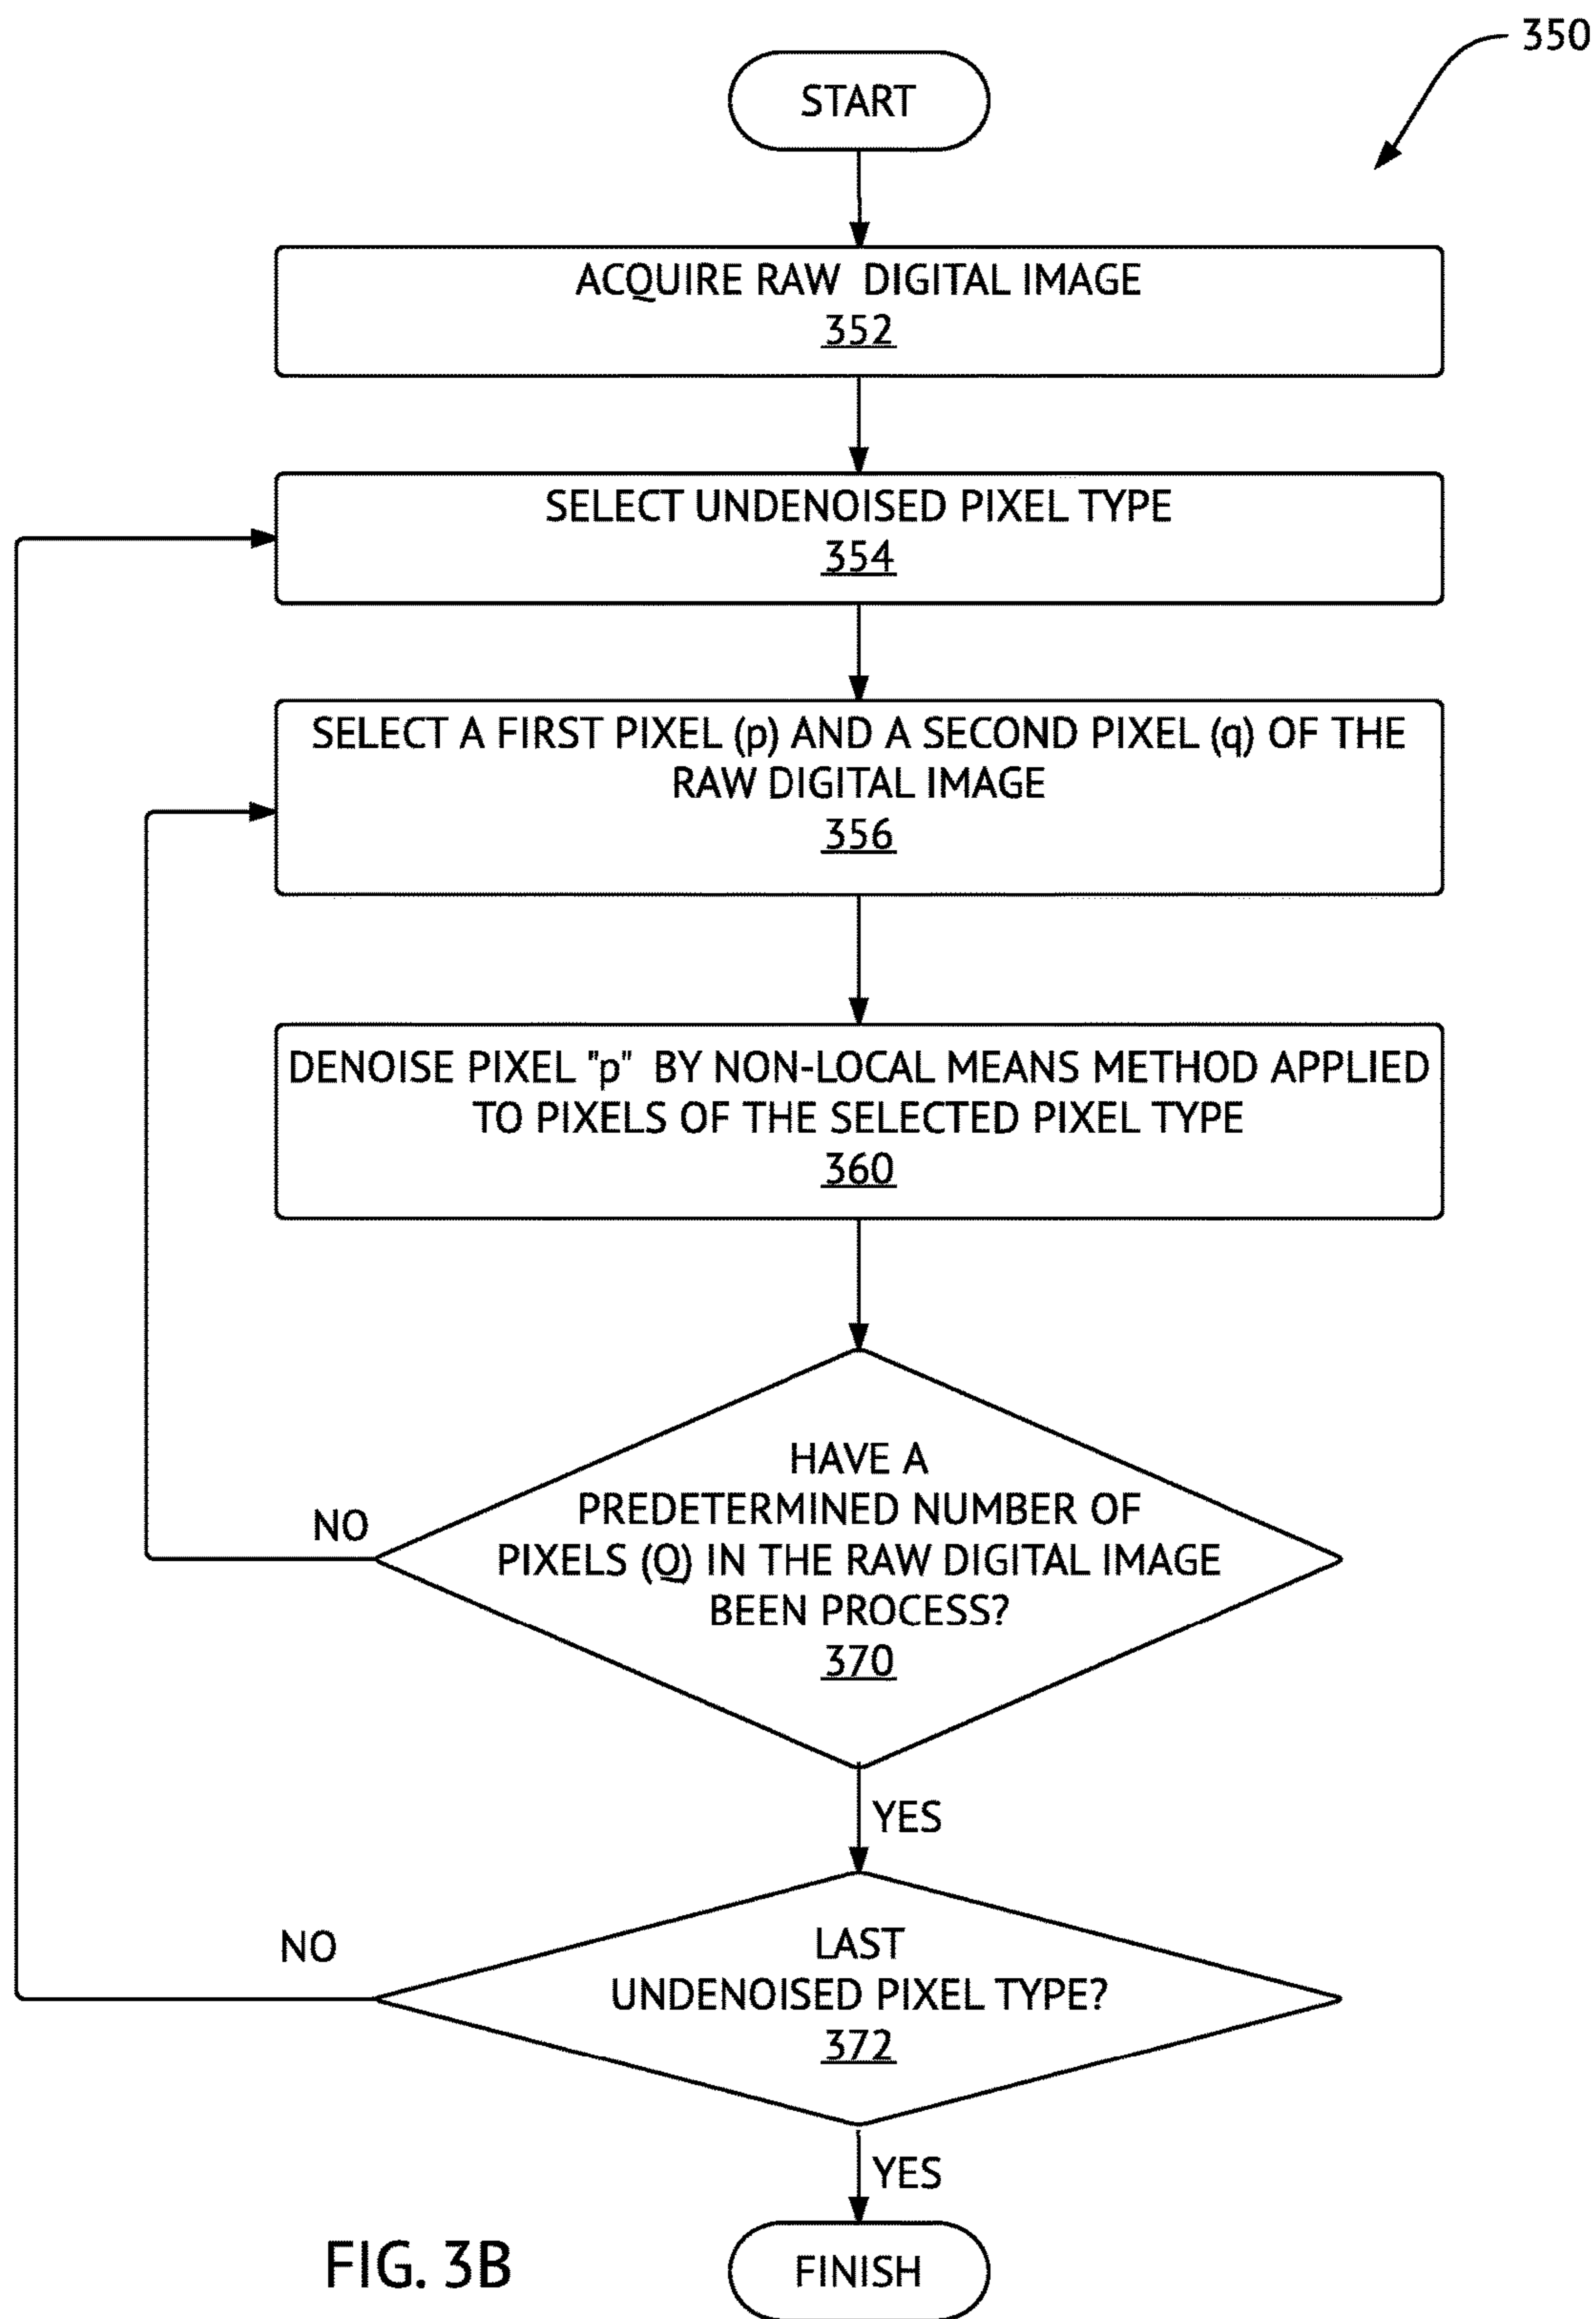 350
START
ACQUIRE RAW DIGITAL IMAGE
352
SELECT UNDENOISED PIXEL TYPE
354
SELECT A FIRST PIXEL (p) AND A SECOND PIXEL (q) OF THE
RAW DIGITAL IMAGE
356
DENOISE PIXEL "p" BY NON-LOCAL MEANS METHOD APPLIED
TO PIXELS OF THE SELECTED PIXEL TYPE
360
HAVE A
PREDETERMINED NUMBER OF
PIXELS (Q) IN THE RAW DIGITAL IMAGE
BEEN PROCESS?
370
NO
YES
LAST
UNDENOISED PIXEL TYPE?
372
NO
YES
FINISH
FIG. 3B